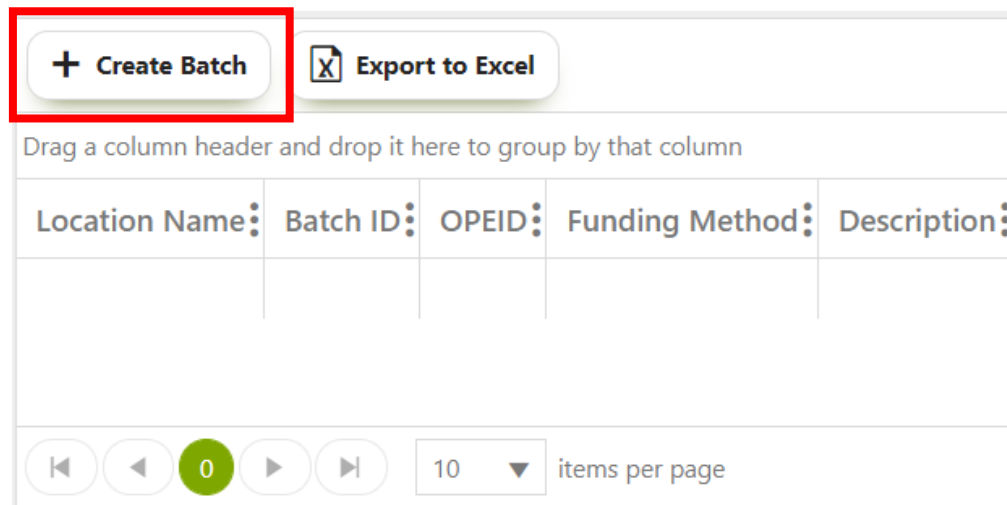 + Create Batch Export to Excel
Drag a column header and drop it here to group by that column
Location Name Batch ID OPEID Funding Method Description
0 10 items per page